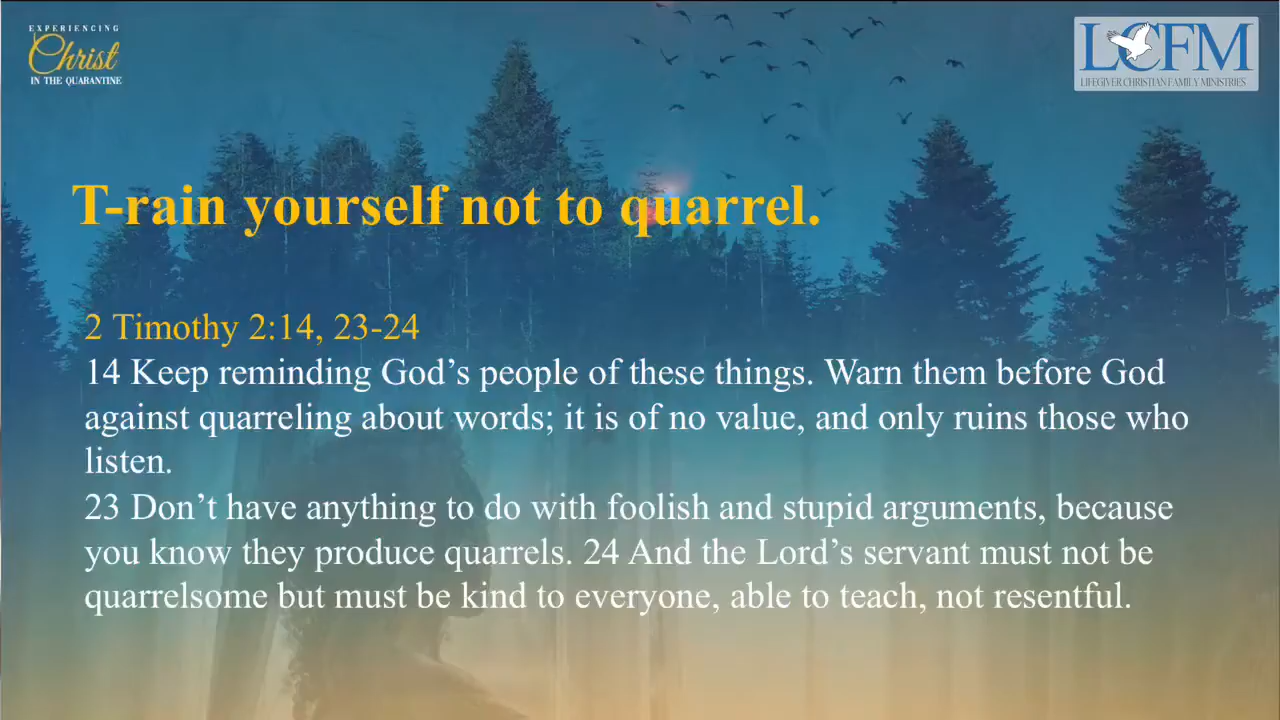 EXPERIENCING
Christ
IN THE QUARANTINE
LCFM
LIFEGIVER CHRISTIAN FAMILY MINISTRIES
T-rain yourself not to quarrel.
2 Timothy 2:14, 23-24
14 Keep reminding God’s people of these things. Warn them before God
against quarreling about words; it is of no value, and only ruins those who
listen.
23 Don’t have anything to do with foolish and stupid arguments, because
you know they produce quarrels. 24 And the Lord’s servant must not be
quarrelsome but must be kind to everyone, able to teach, not resentful.